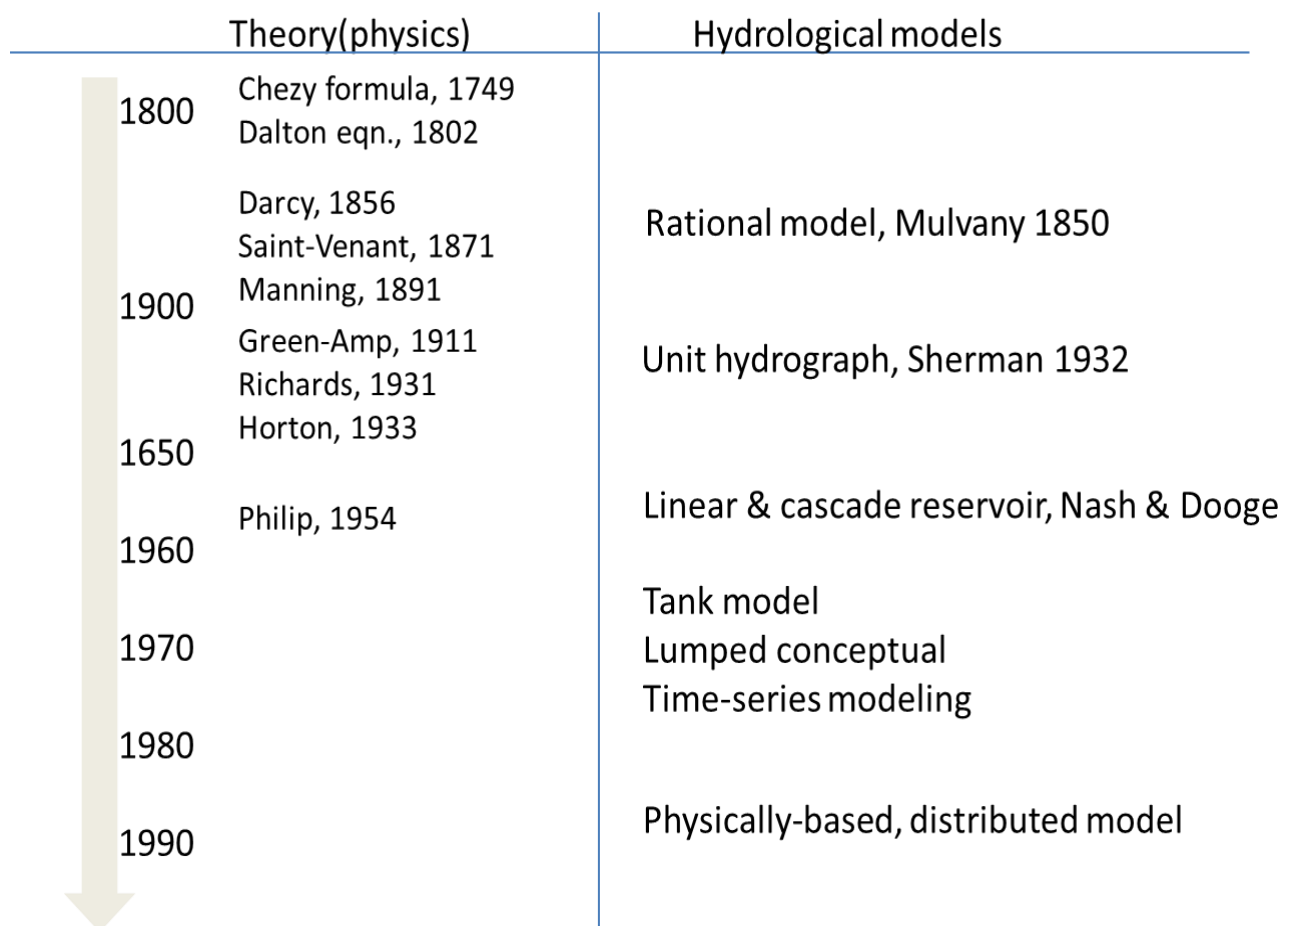 Theory(physics)
Hydrological models
1800
Chezy formula, 1749
Dalton eqn., 1802
Darcy, 1856
Saint-Venant, 1871
Manning, 1891
Rational model, Mulvany 1850
1900
Green-Amp, 1911
Richards, 1931
Horton, 1933
Unit hydrograph, Sherman 1932
1650
Philip, 1954
Linear & cascade reservoir, Nash & Dooge
1960
Tank model
1970
Lumped conceptual
Time-series modeling
1980
Physically-based, distributed model
1990